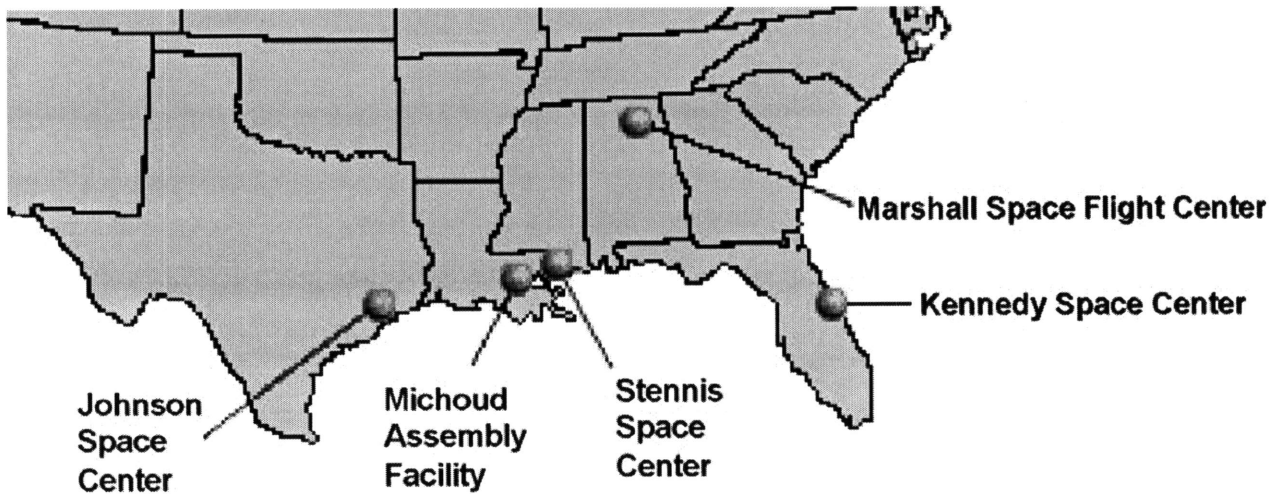 Marshall Space Flight Center
Kennedy Space Center
Johnson
Space
Center
Michoud
Assembly
Facility
Stennis
Space
Center